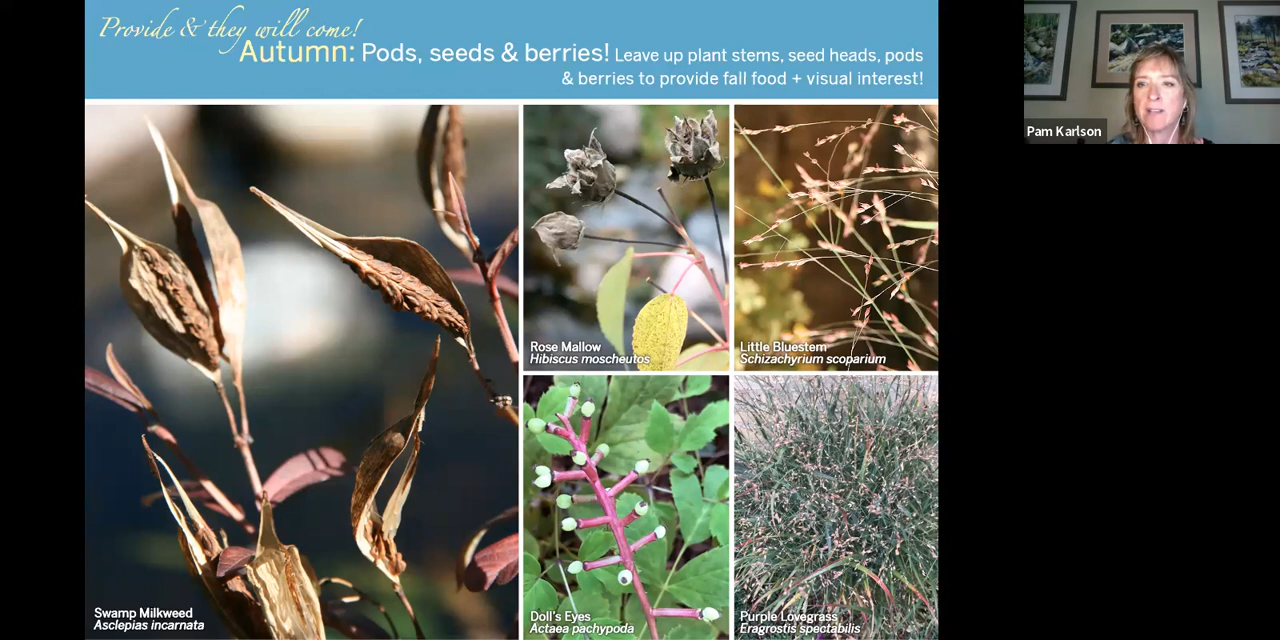 Provide & they will come!
Autumn: Pods, seeds & berries! Leave up plant stems, seed heads, pods
& berries to provide fall food + visual interest!
Pam Karlson
Rose Mallow
Hibiscus moscheutos
Little Bluestem
Schizachyrium scoparium
Swamp Milkweed
Asclepias incarnata
Doll's Eyes
Actaea pachypoda
Purple Lovegrass
Eragrostis spectabilis